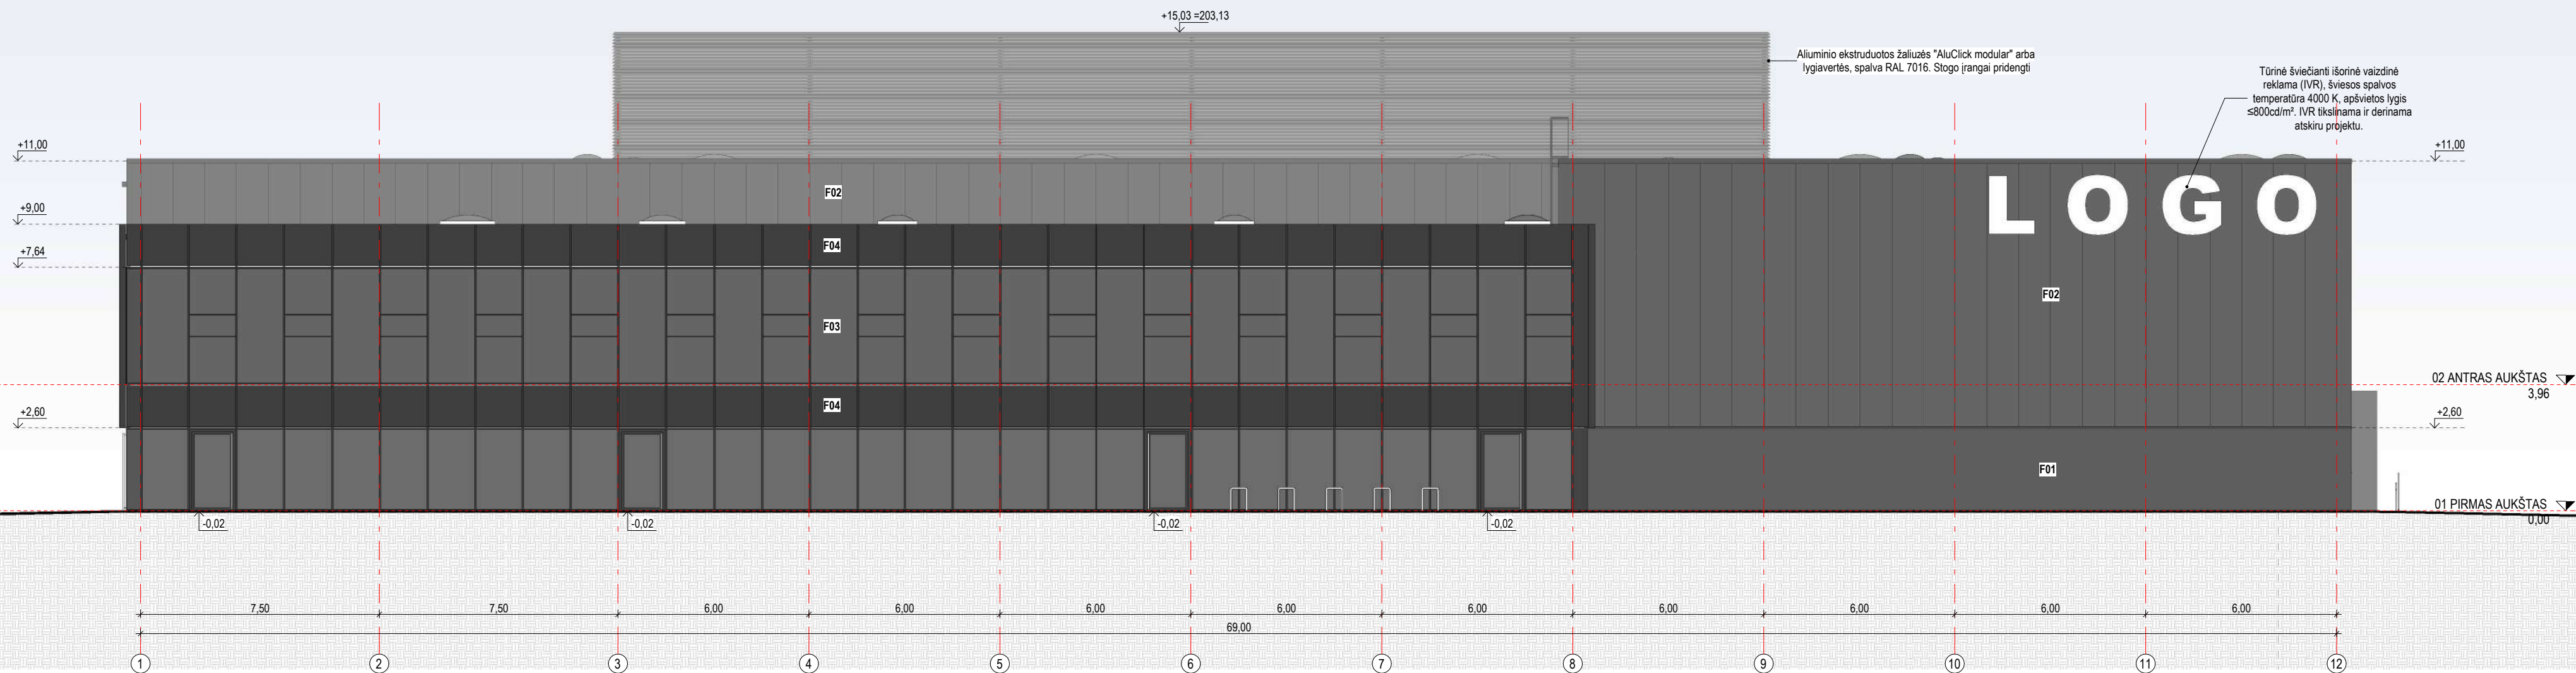 +15,03 =203,13
Aliuminio ekstruduotos žaliuzės "AluClick modular" arba
lygiavertės, spalva RAL 7016. Stogo įrangai pridengti
Tūrinė šviečianti išorinė vaizdinė
reklama (IVR), šviesos spalvos
temperatūra 4000 K, apšvietos lygis
≤800cd/m². IVR tikslinama ir derinama
atskiru projektu.
+11,00
+11,00
LOGO
F02
+9,00
F04
+7,64
F02
F03
02 ANTRAS AUKŠTAS
3,96
F04
+2,60
+2,60
F01
01 PIRMAS AUKŠTAS
0,00
-0,02
-0,02
-0,02
-0,02
7,50 7,50 6,00 6,00 6,00 6,00 6,00 6,00 6,00 6,00 6,00
69,00
1 2 3 4 5 6 7 8 9 10 11 12